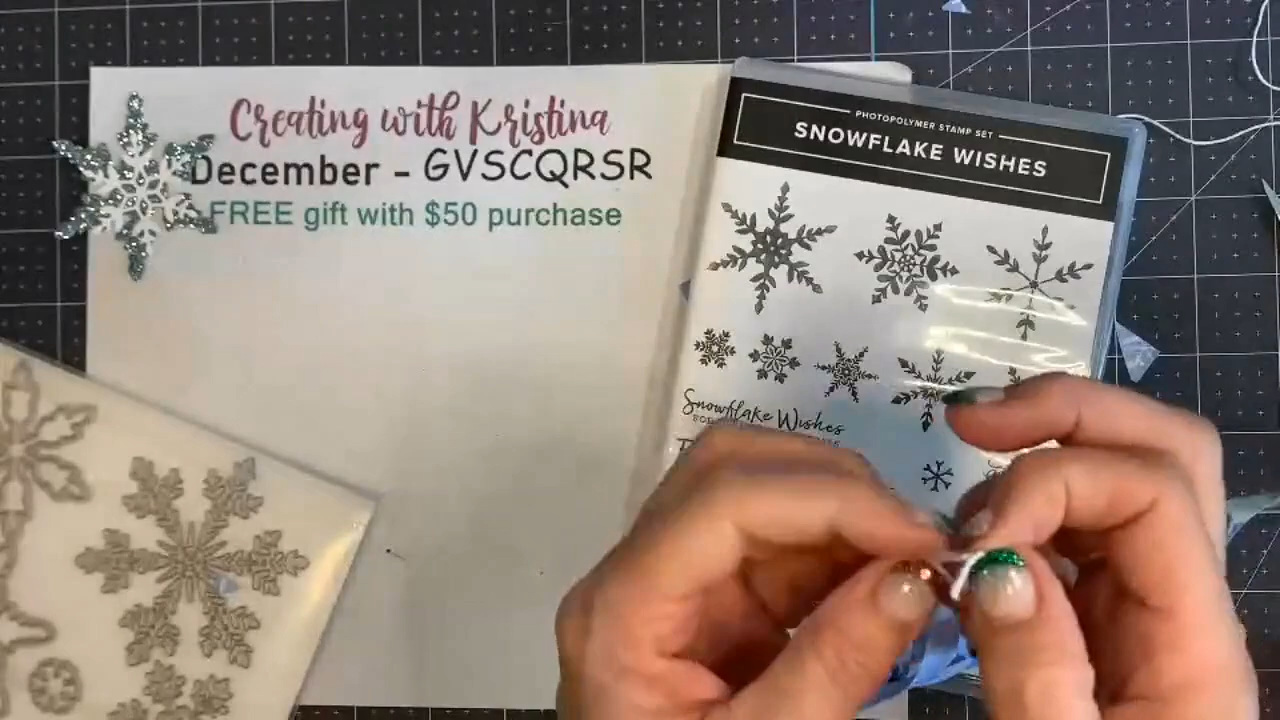 Creating with Kristina
December - GVSCQRSR
FREE gift with $50 purchase
PHOTOPOLYMER STAMP SET
SNOWFLAKE WISHES
Snowflake Wishes